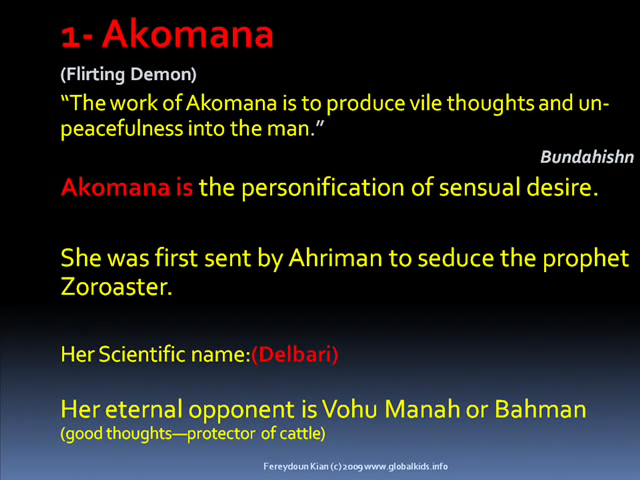 1- Akomana
(Flirting Demon)
“The work of Akomana is to produce vile thoughts and un-
peacefulness into the man.”
Bundahishn
Akomana is the personification of sensual desire.
She was first sent by Ahriman to seduce the prophet
Zoroaster.
Her Scientific name:(Delbari)
Her eternal opponent is Vohu Manah or Bahman
(good thoughts—protector of cattle)
Fereydoun Kian (c) 2009 www.globalkids.info